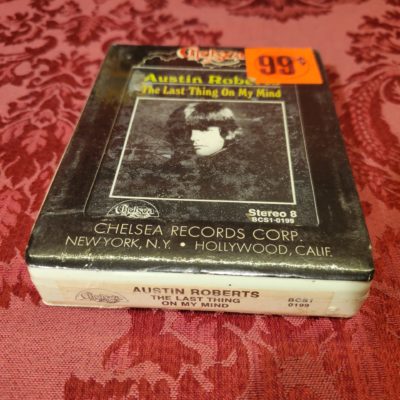 Chelsea
99¢
Austin Roberts
The Last Thing On My Mind
Chelsea
Stereo 8
BCS1-0199
CHELSEA RECORDS CORP.
NEW YORK, N.Y. • HOLLYWOOD, CALIF.
Chelsea
AUSTIN ROBERTS
THE LAST THING
ON MY MIND
BCS1
0199